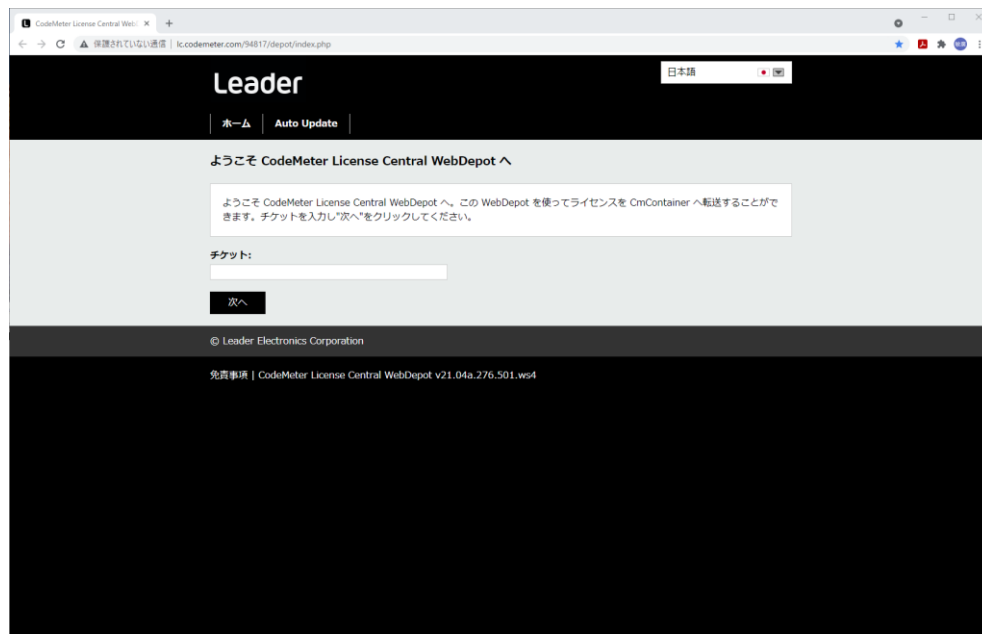 CodeMeter License Central Web
保護されていない通信 | lc.codemeter.com/94817/depot/index.php
Leader
日本語
ホーム Auto Update
ようこそ CodeMeter License Central WebDepot へ
ようこそ CodeMeter License Central WebDepot へ。この WebDepot を使ってライセンスを CmContainer へ転送することがで
きます。チケットを入力し"次へ"をクリックしてください。
チケット:
次へ
© Leader Electronics Corporation
免責事項 | CodeMeter License Central WebDepot v21.04a.276.501.ws4